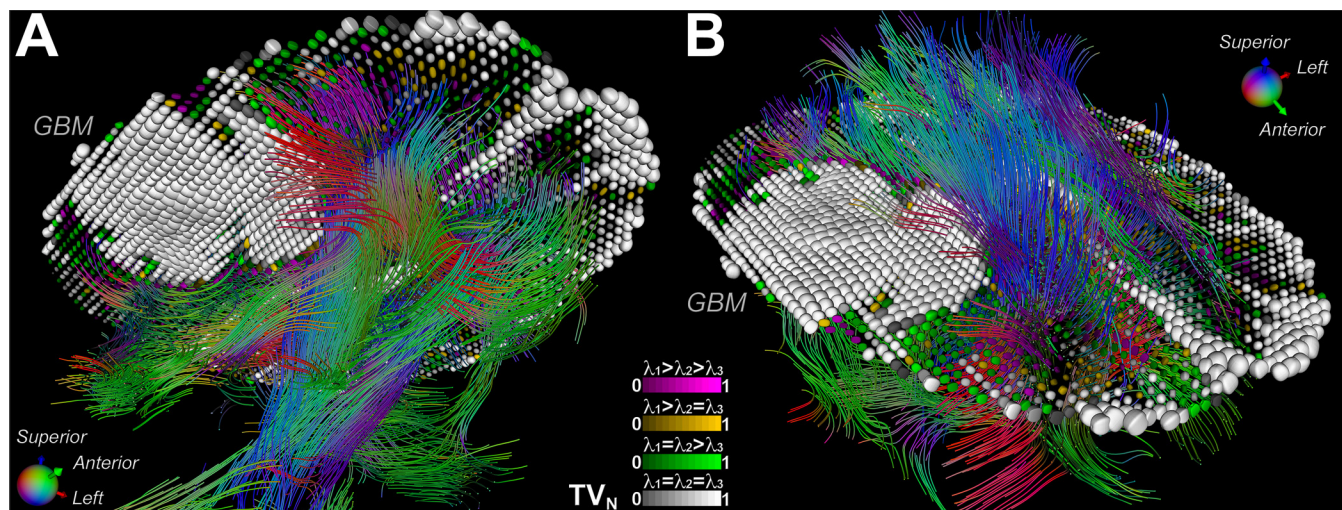 A
GBM
Superior
Anterior
Left
B
Superior
Left
Anterior
GBM
λ₁>λ₂>λ₃
0 1
λ₁>λ₂=λ₃
0 1
λ₁=λ₂>λ₃
0 1
λ₁=λ₂=λ₃
TV_N 0 1